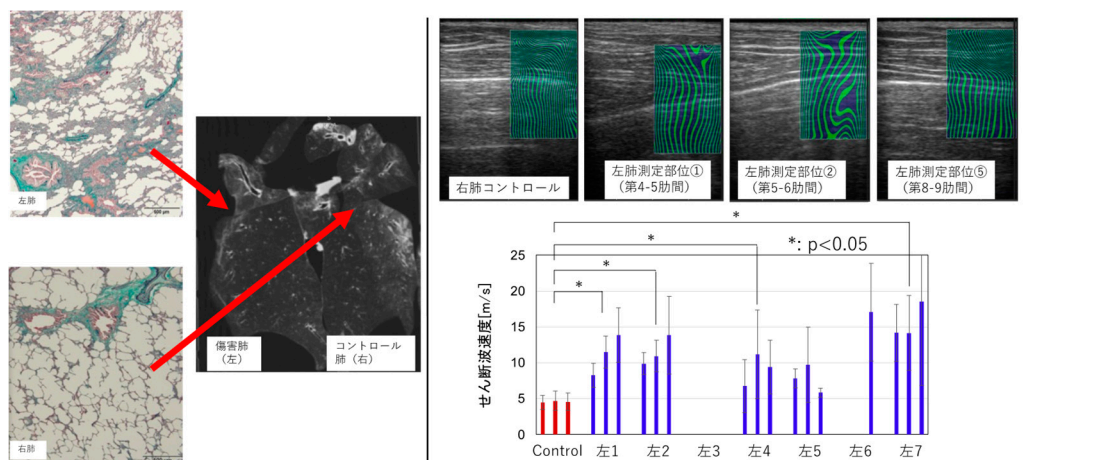 左肺
右肺
傷害肺
（左）
コントロール
肺（右）
右肺コントロール
左肺測定部位①
（第4-5肋間）
左肺測定部位②
（第5-6肋間）
左肺測定部位⑤
（第8-9肋間）
*
*: p<0.05
*
*
*
せん断波速度[m/s]
25
20
15
10
5
0
Control 左1 左2 左3 左4 左5 左6 左7